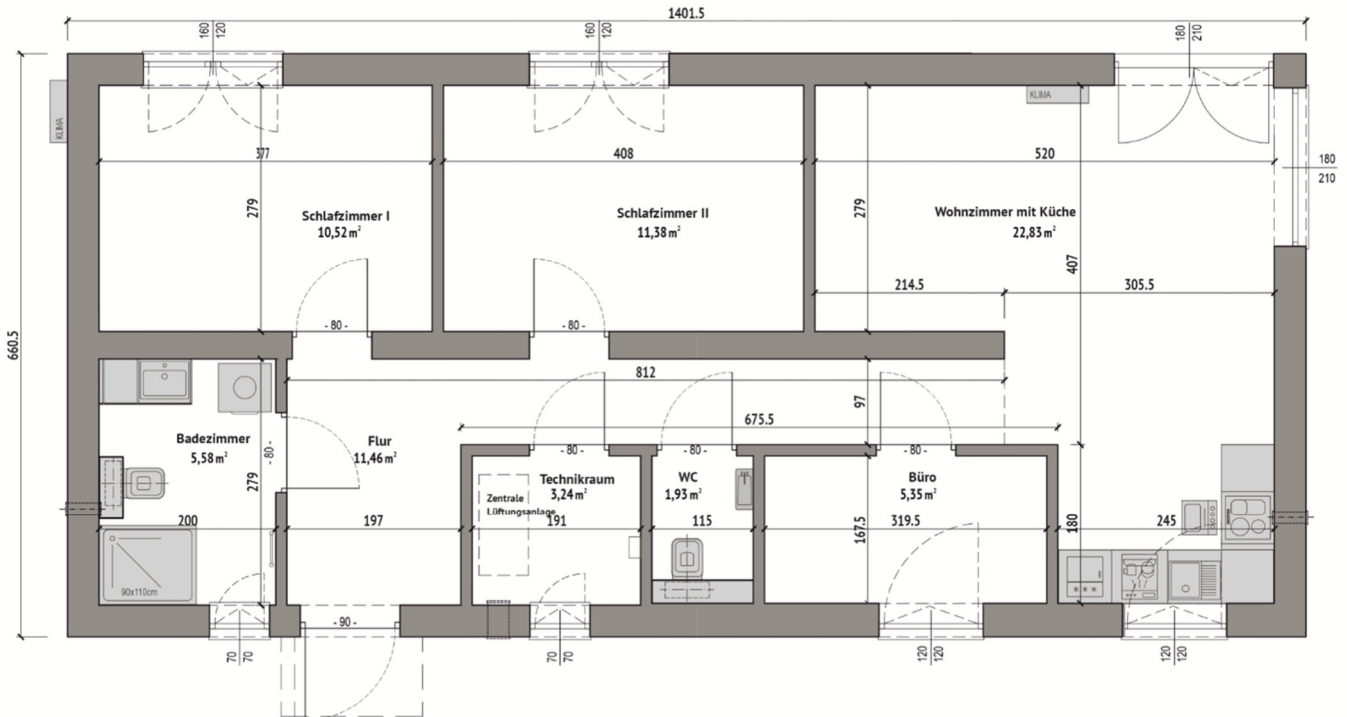 1401.5
160
120
160
120
180
210
KLIMA
KLIMA
377
408
520
180
210
279
Schlafzimmer I
10,52 m²
Schlafzimmer II
11,38 m²
279
Wohnzimmer mit Küche
22,83 m²
407
214.5
305.5
660.5
- 80 -
- 80 -
812
97
675.5
Badezimmer
5,58 m²
- 80 -
279
Flur
11,46 m²
- 80 -
- 80 -
- 80 -
Technikraum
3,24 m²
WC
1,93 m²
Büro
5,35 m²
Zentrale
Lüftungsanlage
200
197
191
115
167.5
319.5
180
245
90x110cm
- 90 -
70
70
70
70
120
120
120
120